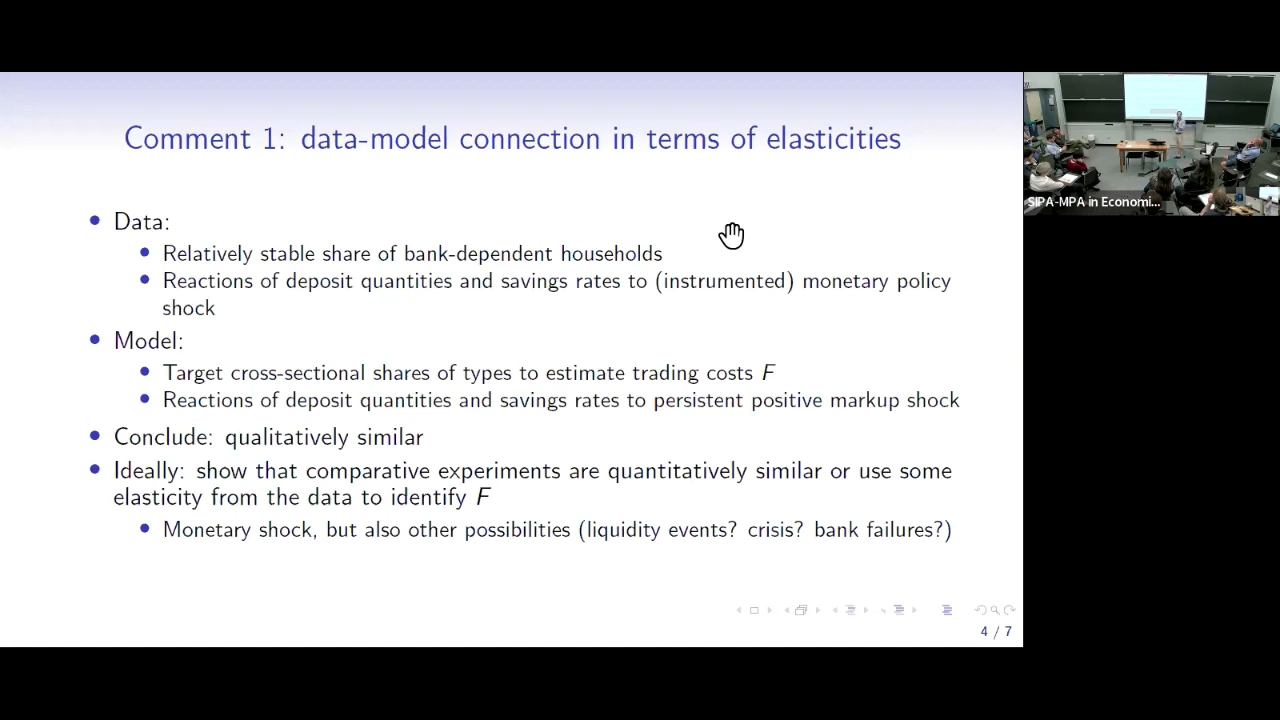 Comment 1: data-model connection in terms of elasticities
Data:
Relatively stable share of bank-dependent households
Reactions of deposit quantities and savings rates to (instrumented) monetary policy
shock
Model:
Target cross-sectional shares of types to estimate trading costs F
Reactions of deposit quantities and savings rates to persistent positive markup shock
Conclude: qualitatively similar
Ideally: show that comparative experiments are quantitatively similar or use some
elasticity from the data to identify F
Monetary shock, but also other possibilities (liquidity events? crisis? bank failures?)
4 / 7
SIPA-MPA in Economi...